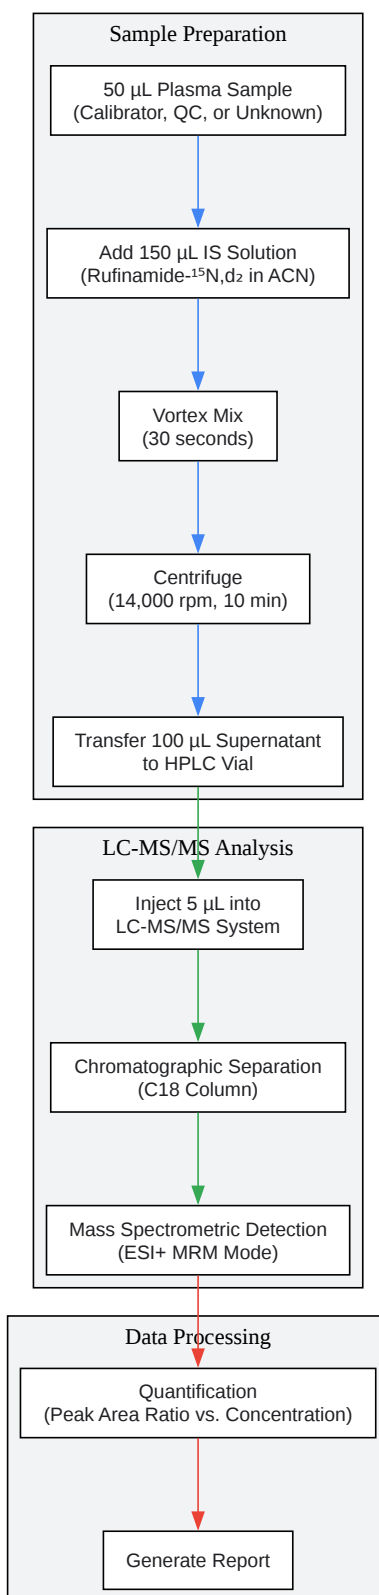 Sample Preparation
50 µL Plasma Sample
(Calibrator, QC, or Unknown)
Add 150 µL IS Solution
(Rufinamide-¹⁵N,d₂ in ACN)
Vortex Mix
(30 seconds)
Centrifuge
(14,000 rpm, 10 min)
Transfer 100 µL Supernatant
to HPLC Vial
LC-MS/MS Analysis
Inject 5 µL into
LC-MS/MS System
Chromatographic Separation
(C18 Column)
Mass Spectrometric Detection
(ESI+ MRM Mode)
Data Processing
Quantification
(Peak Area Ratio vs. Concentration)
Generate Report